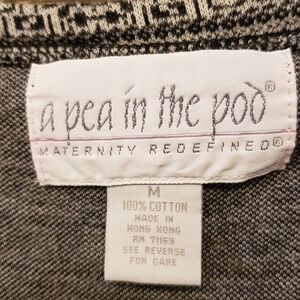 a pea in the pod®
MATERNITY REDEFINED®
M
100% COTTON
MADE IN
HONG KONG
RN 71169
SEE REVERSE
FOR CARE